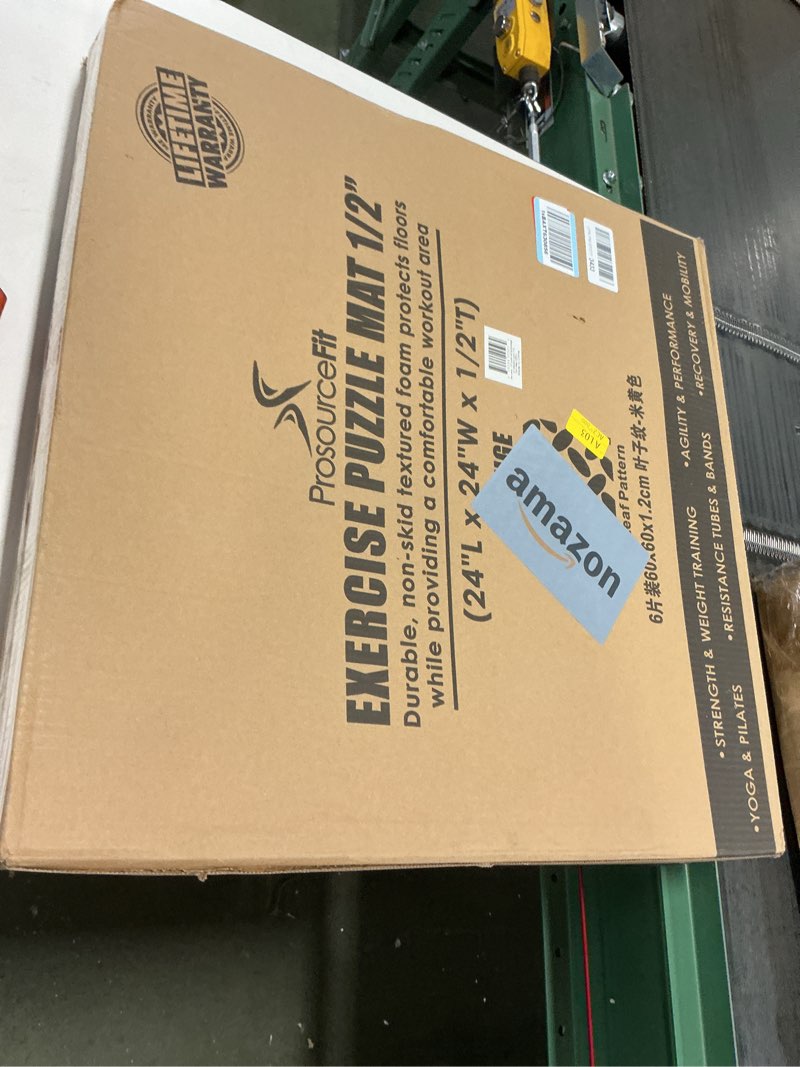 LIFETIME
WARRANTY
ProsourceFit
EXERCISE PUZZLE MAT 1/2"
Durable, non-skid textured foam protects floors
while providing a comfortable workout area
(24"L x 24"W x 1/2"T)
amazon
A L03
Leaf Pattern
6片装60x60x1.2cm 叶子纹-米黄色
• STRENGTH & WEIGHT TRAINING • AGILITY & PERFORMANCE
• YOGA & PILATES • RESISTANCE TUBES & BANDS • RECOVERY & MOBILITY